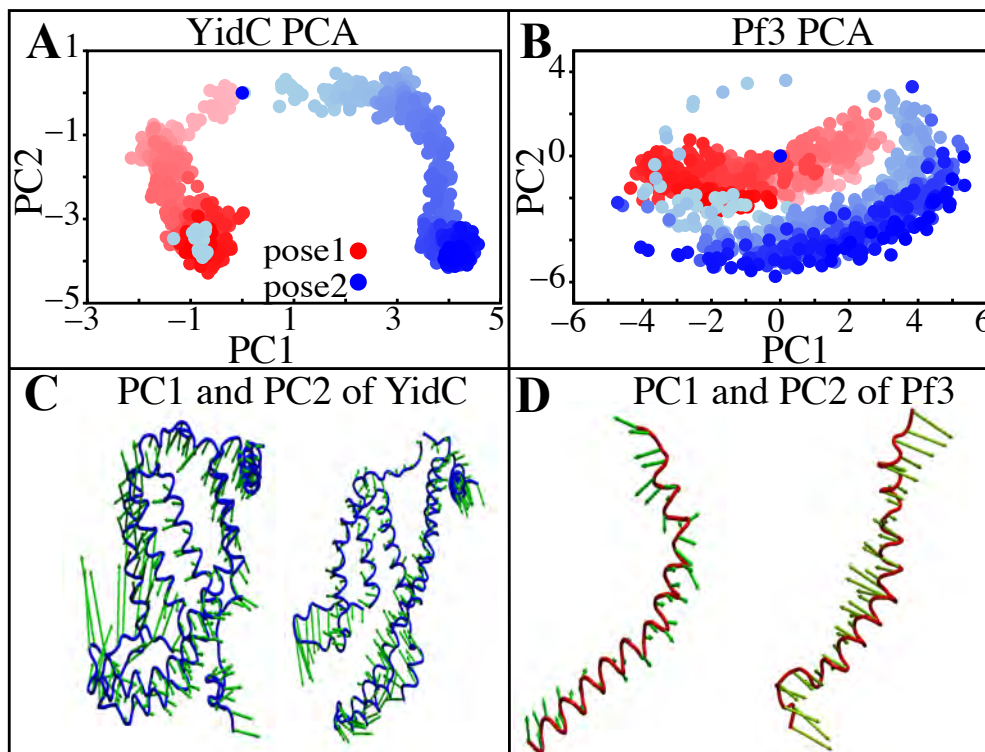 A YidC PCA
1
−1
−3
−5
PC2
−3 −1 1 3 5
PC1
pose1
pose2
B Pf3 PCA
4
0
−6
PC2
−6 −4 −2 0 2 4 6
PC1
C PC1 and PC2 of YidC
D PC1 and PC2 of Pf3